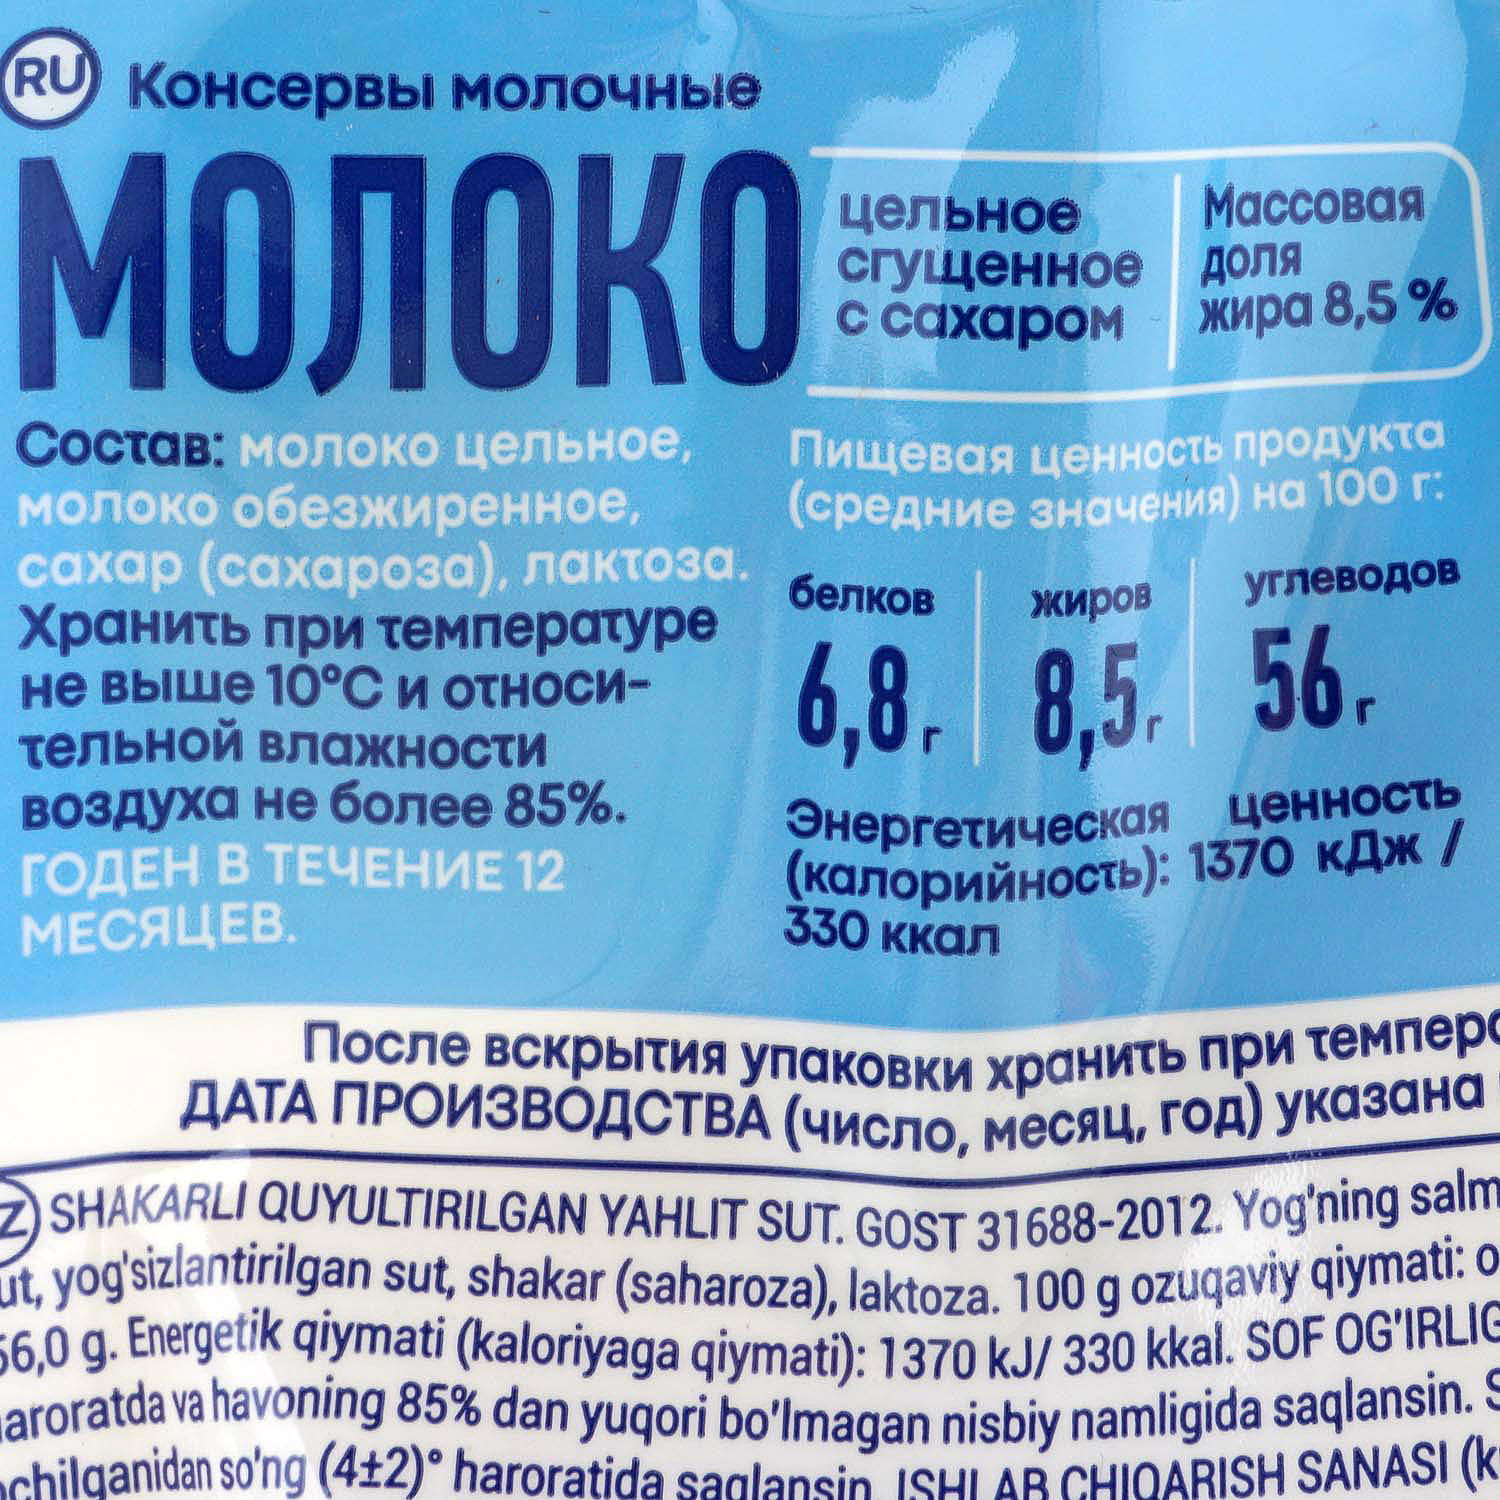 RU Консервы молочные
МОЛОКО
цельное
сгущенное
с сахаром
Массовая
доля
жира 8,5 %
Состав: молоко цельное,
молоко обезжиренное,
сахар (сахароза), лактоза.
Хранить при температуре
не выше 10°С и относи-
тельной влажности
воздуха не более 85%.
ГОДЕН В ТЕЧЕНИЕ 12
МЕСЯЦЕВ.
Пищевая ценность продукта
(средние значения) на 100 г:
белков
6,8 г
жиров
8,5 г
углеводов
56 г
Энергетическая ценность
(калорийность): 1370 кДж /
330 ккал
После вскрытия упаковки хранить при
ДАТА ПРОИЗВОДСТВА (число, месяц, год) указана
SHAKARLI QUYULTIRILGAN YAHLIT SUT. GOST 31688-2012. Yog'ning
yog'sizlantirilgan sut, shakar (saharoza), laktoza. 100 g ozuqaviy qiymati:
56,0 g. Energetik qiymati (kaloriyaga qiymati): 1370 kJ/ 330 kkal. SOF
va havoning 85% dan yuqori bo'lmagan nisbiy namligida saqlansin.
so'ng (4±2)° haroratida saqlansin. ISHLAB CHIQARISH SANASI